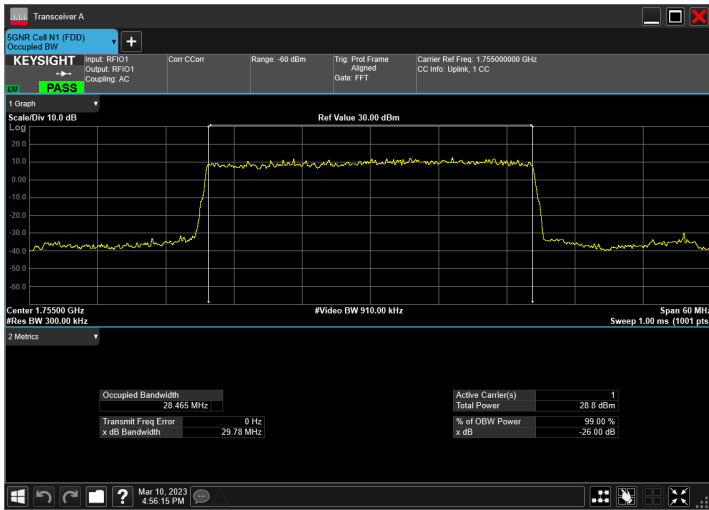 Transceiver A
5GNR Cell N1 (FDD)
Occupied BW
KEYSIGHT
LXI
PASS
Input: RFIO1
Output: RFIO1
Coupling: AC
Corr CCorr
Range: -60 dBm
Trig: Prot Frame
Aligned
Gate: FFT
Carrier Ref Freq: 1.755000000 GHz
CC Info: Uplink, 1 CC
1 Graph
Scale/Div 10.0 dB
Ref Value 30.00 dBm
Log
20.0
10.0
0.00
-10.0
-20.0
-30.0
-40.0
-50.0
-60.0
Center 1.75500 GHz
#Video BW 910.00 kHz
Span 60 MHz
#Res BW 300.00 kHz
Sweep 1.00 ms (1001 pts
2 Metrics
Occupied Bandwidth
28.465 MHz
Transmit Freq Error 0 Hz
x dB Bandwidth 29.78 MHz
Active Carrier(s) 1
Total Power 28.8 dBm
% of OBW Power 99.00 %
x dB -26.00 dB
Mar 10, 2023
4:56:15 PM